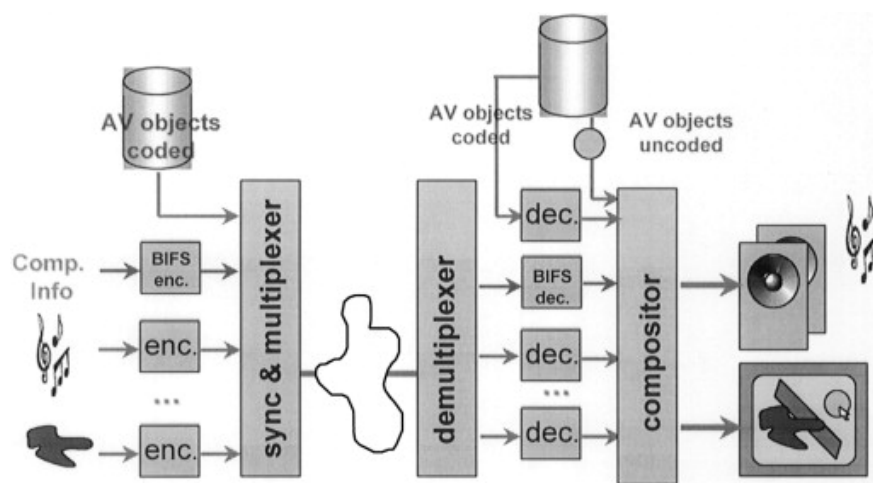 AV objects
coded
AV objects
coded
AV objects
uncoded
Comp.
Info
BIFS
enc.
enc.
...
enc.
sync & multiplexer
demultiplexer
dec.
BIFS
dec.
dec.
...
dec.
compositor